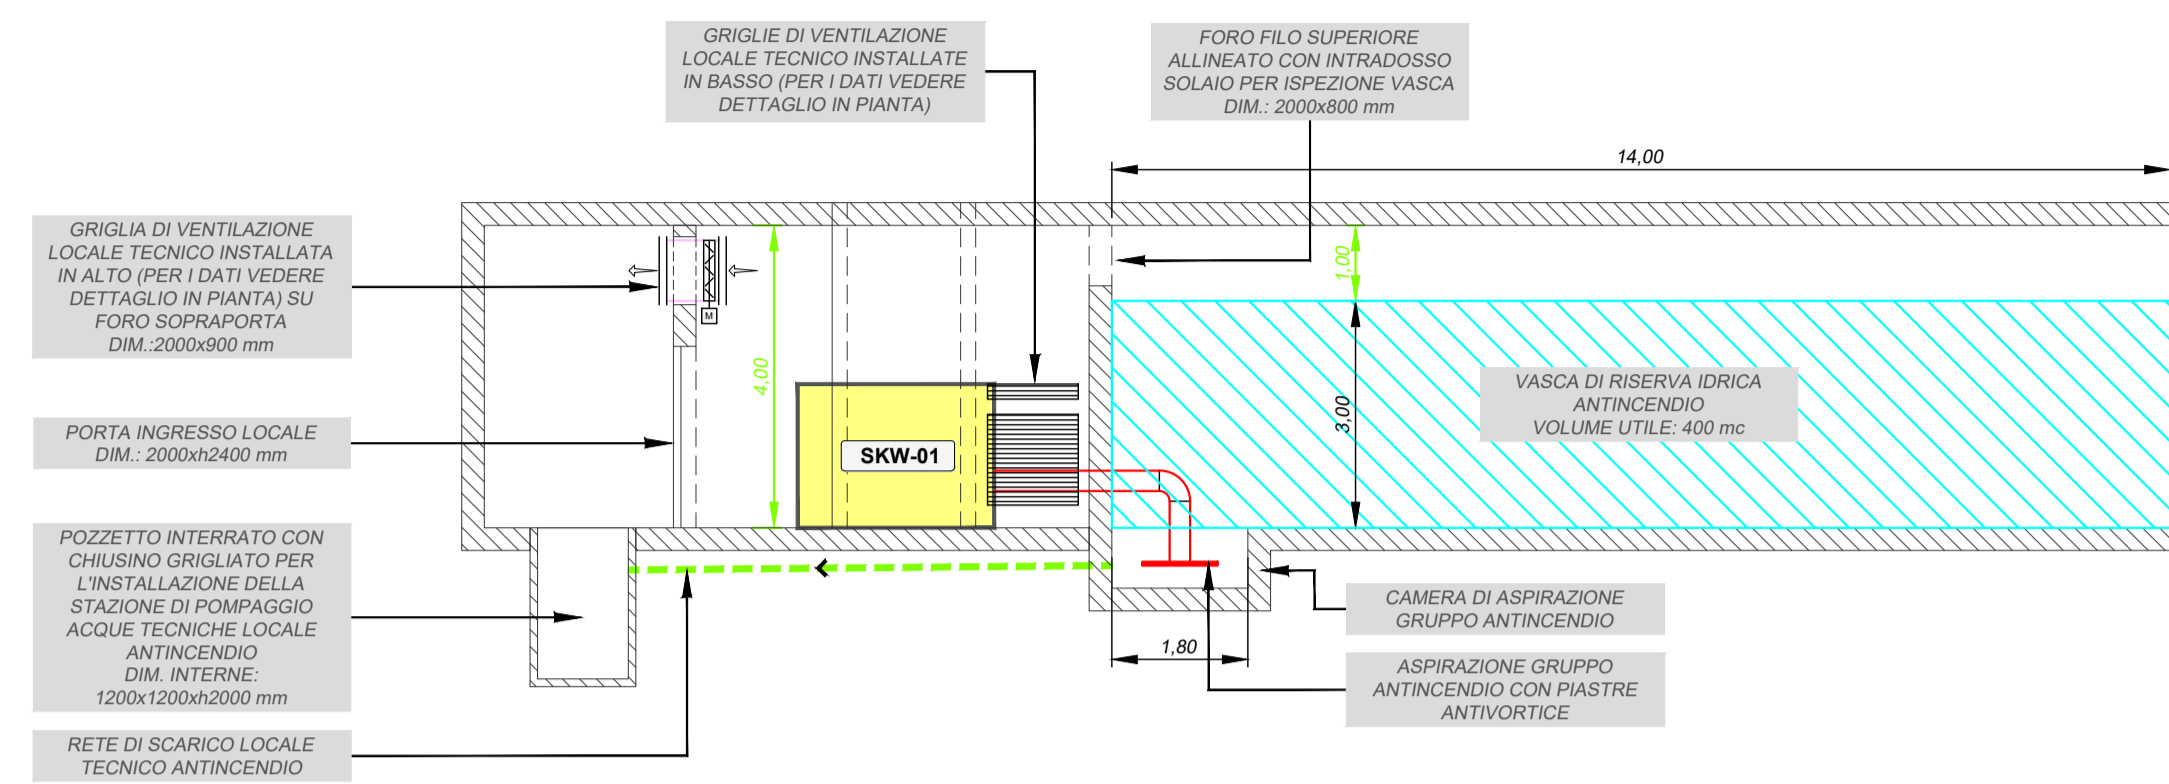 GRIGLIE DI VENTILAZIONE
LOCALE TECNICO INSTALLATE
IN BASSO (PER I DATI VEDERE
DETTAGLIO IN PIANTA)
FORO FILO SUPERIORE
ALLINEATO CON INTRADOSSO
SOLAIO PER ISPEZIONE VASCA
DIM.: 2000x800 mm
14,00
GRIGLIA DI VENTILAZIONE
LOCALE TECNICO INSTALLATA
IN ALTO (PER I DATI VEDERE
DETTAGLIO IN PIANTA) SU
FORO SOPRAPORTA
DIM.:2000x900 mm
M
4,00
1,00
3,00
VASCA DI RISERVA IDRICA
ANTINCENDIO
VOLUME UTILE: 400 mc
PORTA INGRESSO LOCALE
DIM.: 2000xh2400 mm
SKW-01
POZZETTO INTERRATO CON
CHIUSINO GRIGLIATO PER
L'INSTALLAZIONE DELLA
STAZIONE DI POMPAGGIO
ACQUE TECNICHE LOCALE
ANTINCENDIO
DIM. INTERNE:
1200x1200xh2000 mm
CAMERA DI ASPIRAZIONE
GRUPPO ANTINCENDIO
1,80
ASPIRAZIONE GRUPPO
ANTINCENDIO CON PIASTRE
ANTIVORTICE
RETE DI SCARICO LOCALE
TECNICO ANTINCENDIO